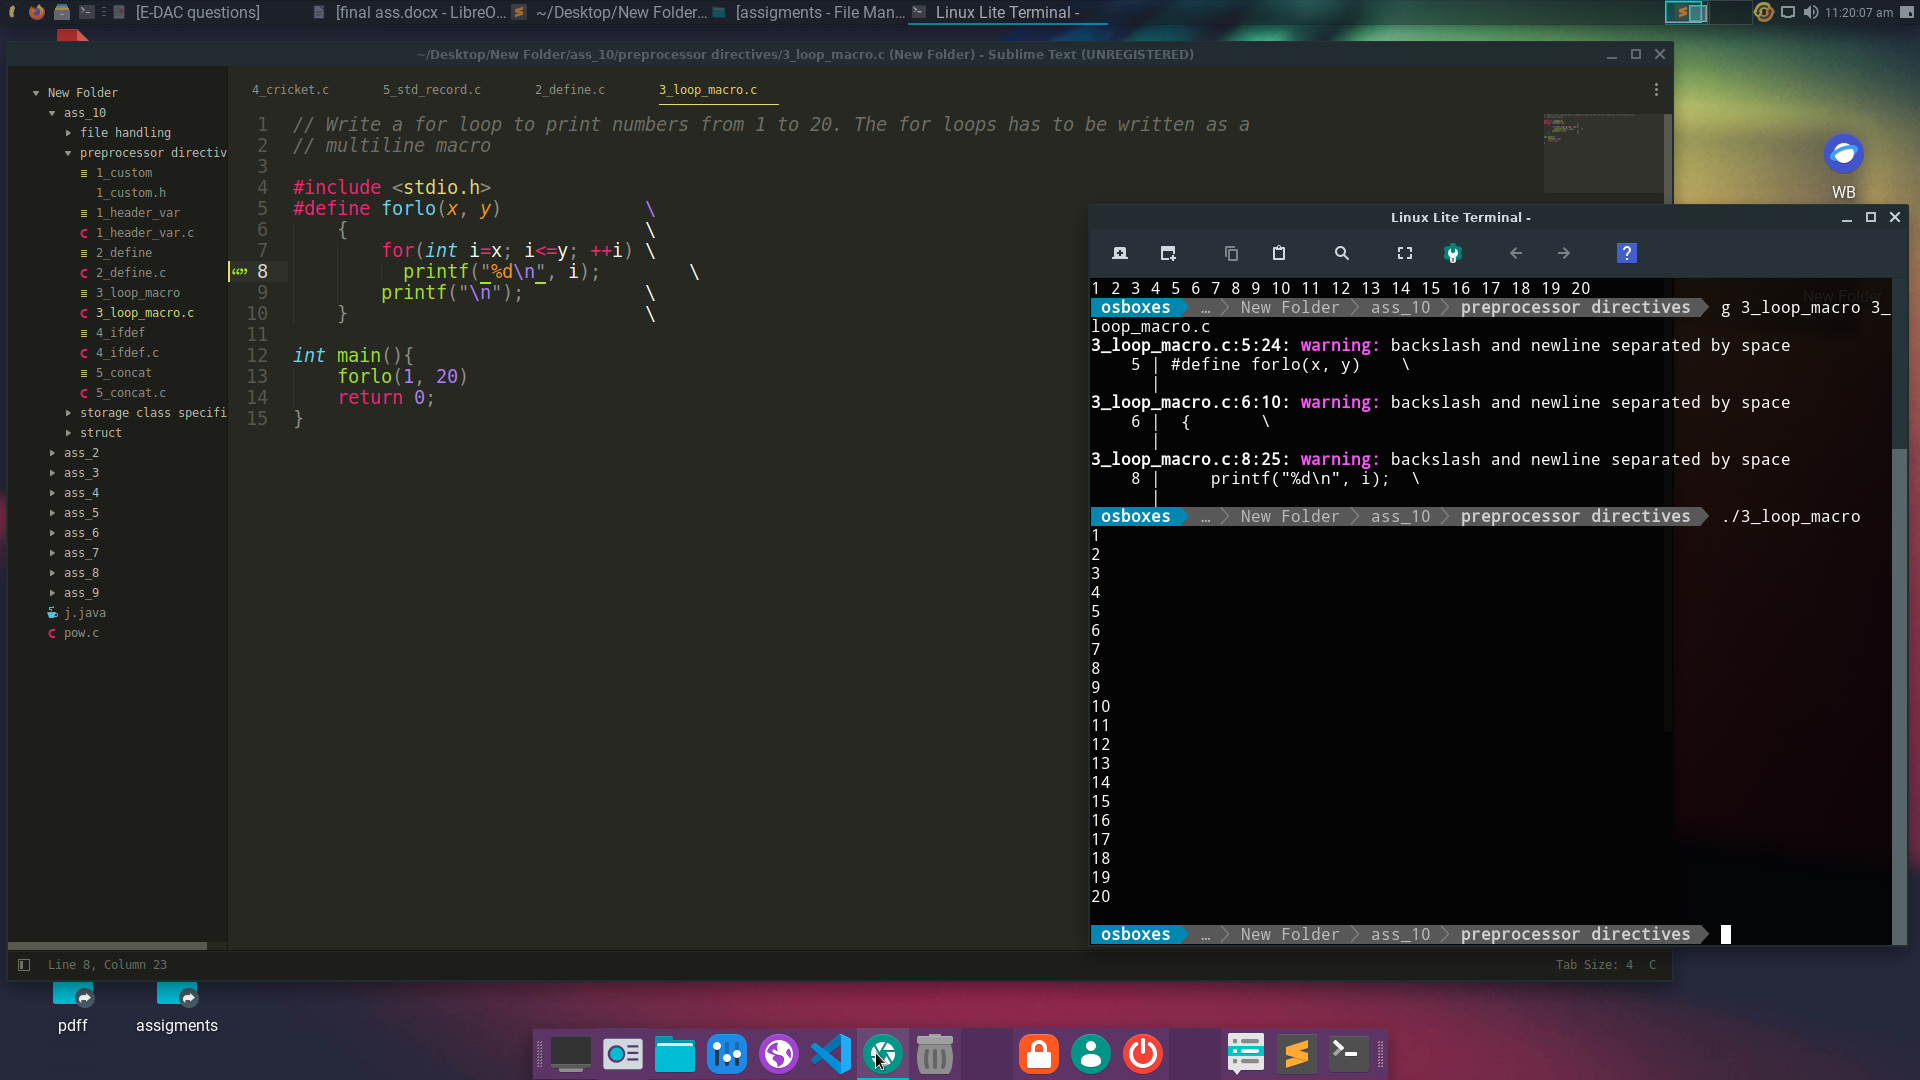 [E-DAC questions]
[final ass.docx - LibreO...
~/Desktop/New Folder...
[assigments - File Man...
Linux Lite Terminal -
11:20:07 am
~/Desktop/New Folder/ass_10/preprocessor directives/3_loop_macro.c (New Folder) - Sublime Text (UNREGISTERED)
New Folder
ass_10
file handling
preprocessor directiv
1_custom
1_custom.h
1_header_var
1_header_var.c
2_define
2_define.c
3_loop_macro
3_loop_macro.c
4_ifdef
4_ifdef.c
5_concat
5_concat.c
storage class specifi
struct
ass_2
ass_3
ass_4
ass_5
ass_6
ass_7
ass_8
ass_9
j.java
pow.c
4_cricket.c
5_std_record.c
2_define.c
3_loop_macro.c
1 // Write a for loop to print numbers from 1 to 20. The for loops has to be written as a
2 // multiline macro
3
4 #include <stdio.h>
5 #define forlo(x, y) \
6 { \
7 for(int i=x; i<=y; ++i) \
8 printf("%d\n", i); \
9 printf("\n"); \
10 } \
11
12 int main(){
13 forlo(1, 20)
14 return 0;
15 }
Line 8, Column 23
Tab Size: 4
C
WB
Linux Lite Terminal -
?
1 2 3 4 5 6 7 8 9 10 11 12 13 14 15 16 17 18 19 20
osboxes … New Folder ass_10 preprocessor directives g 3_loop_macro 3_
loop_macro.c
3_loop_macro.c:5:24: warning: backslash and newline separated by space
5 | #define forlo(x, y) \
|
3_loop_macro.c:6:10: warning: backslash and newline separated by space
6 | { \
|
3_loop_macro.c:8:25: warning: backslash and newline separated by space
8 | printf("%d\n", i); \
|
osboxes … New Folder ass_10 preprocessor directives ./3_loop_macro
1
2
3
4
5
6
7
8
9
10
11
12
13
14
15
16
17
18
19
20
osboxes … New Folder ass_10 preprocessor directives
pdff
assigments